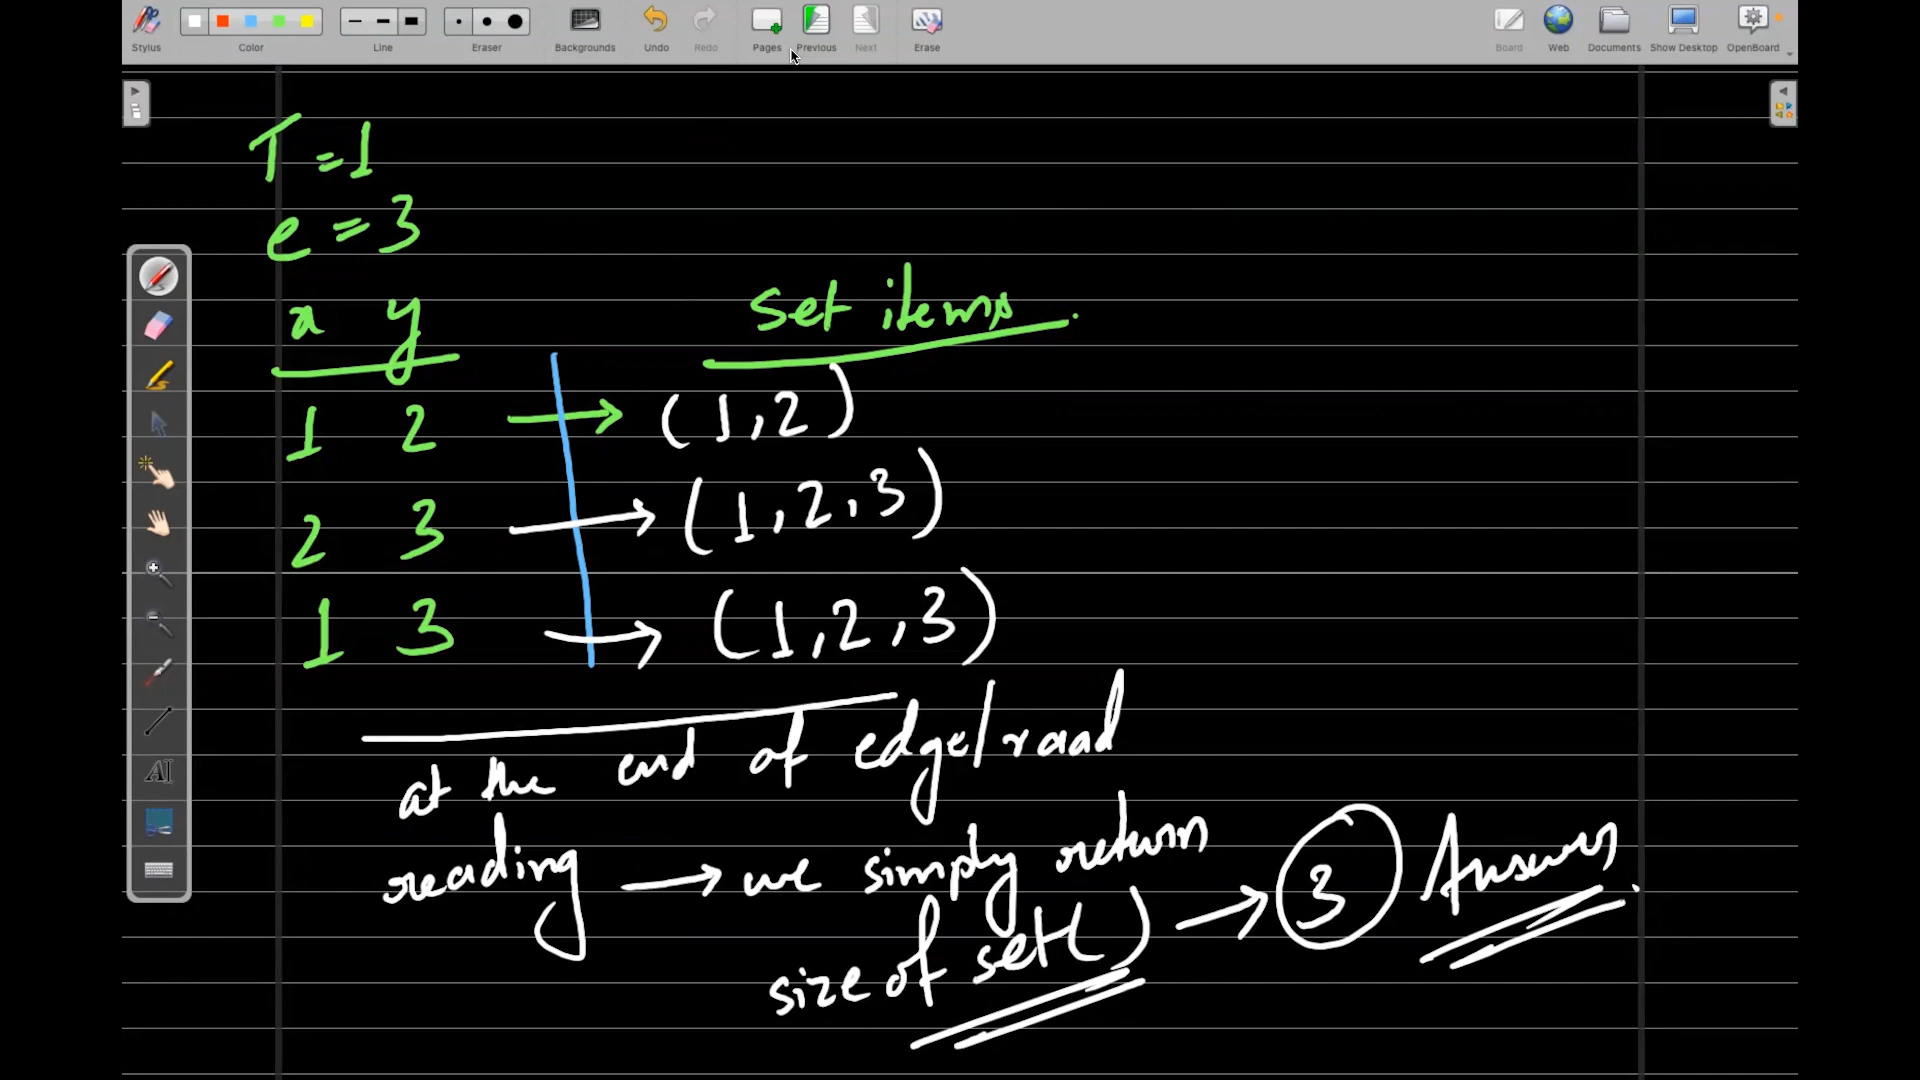 Stylus Color Line Eraser Backgrounds Undo Redo Pages Previous Next Erase Board Web Documents Show Desktop OpenBoard
T = 1
e = 3
x y
set items.
1 2 → (1,2)
2 3 → (1,2,3)
1 3 → (1,2,3)
at the end of edge/road
reading → we simply return
size of set() → 3 Answer.
AI